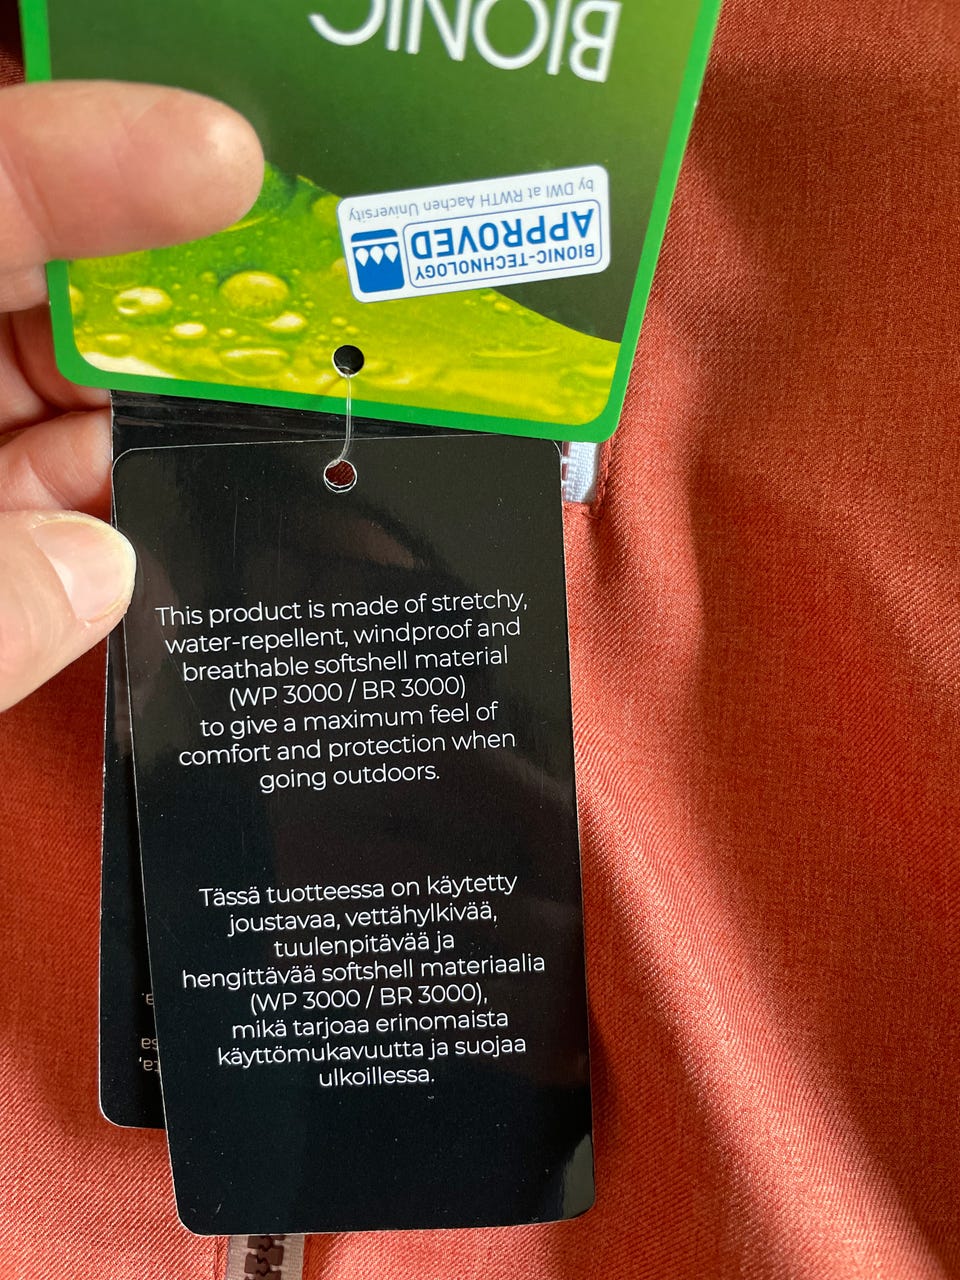 BIONIC
BIONIC-TECHNOLOGY
APPROVED
by DWI at RWTH Aachen University
This product is made of stretchy,
water-repellent, windproof and
breathable softshell material
(WP 3000 / BR 3000)
to give a maximum feel of
comfort and protection when
going outdoors.
Tässä tuotteessa on käytetty
joustavaa, vettähylkivää,
tuulenpitävää ja
hengittävää softshell materiaalia
(WP 3000 / BR 3000),
mikä tarjoaa erinomaista
käyttömukavuutta ja suojaa
ulkoillessa.